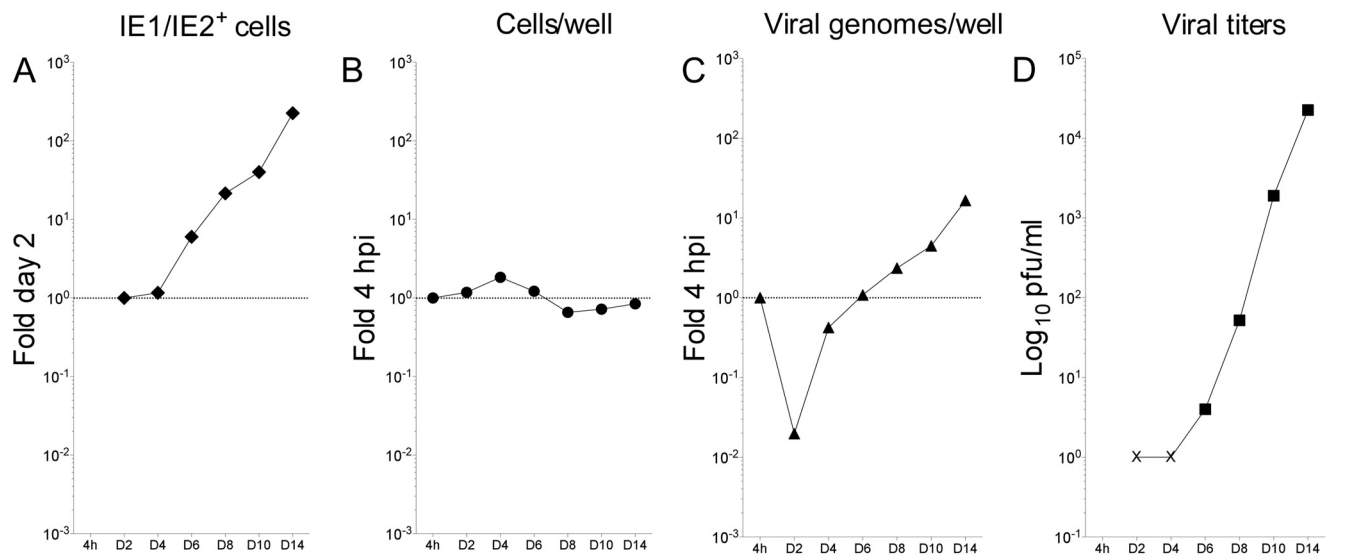 IE1/IE2⁺ cells
Cells/well
Viral genomes/well
Viral titers
A
Fold day 2
10³
10²
10¹
10⁰
10⁻¹
10⁻²
10⁻³
4h D2 D4 D6 D8 D10 D14
B
Fold 4 hpi
10³
10²
10¹
10⁰
10⁻¹
10⁻²
10⁻³
4h D2 D4 D6 D8 D10 D14
C
Fold 4 hpi
10³
10²
10¹
10⁰
10⁻¹
10⁻²
10⁻³
4h D2 D4 D6 D8 D10 D14
D
Log₁₀ pfu/ml
10⁵
10⁴
10³
10²
10¹
10⁰
10⁻¹
4h D2 D4 D6 D8 D10 D14